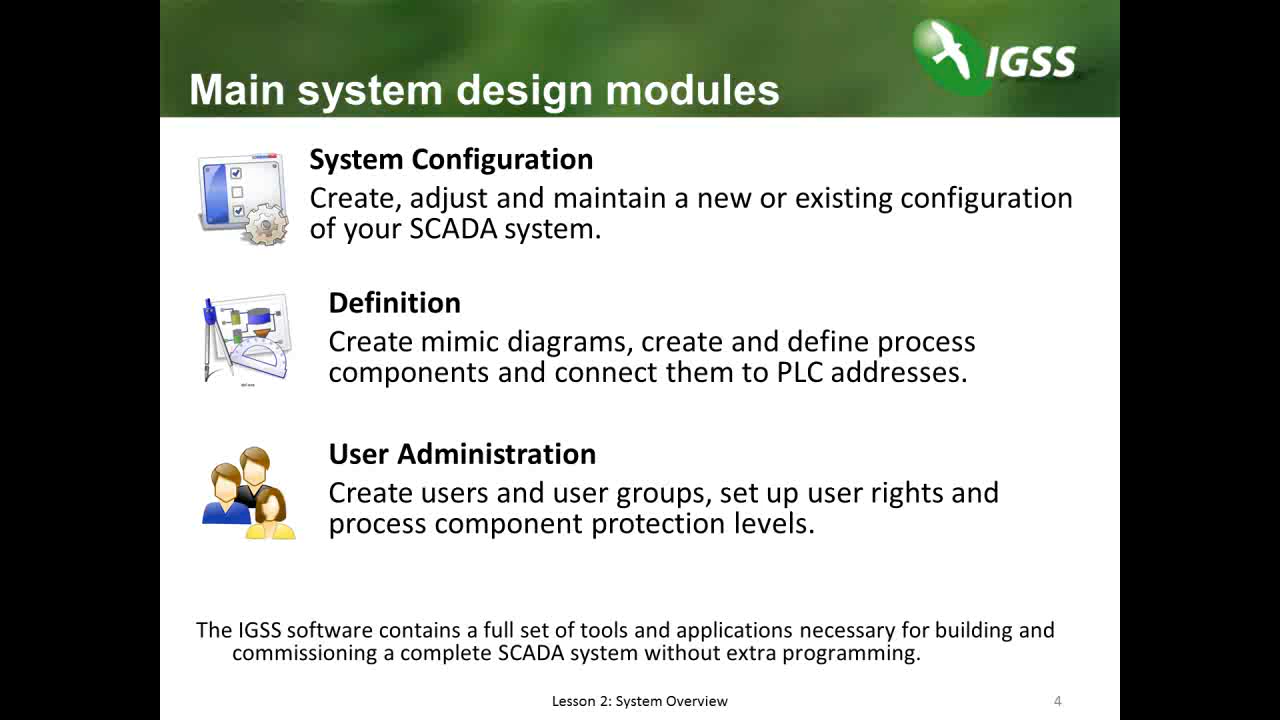 IGSS
Main system design modules
System Configuration
Create, adjust and maintain a new or existing configuration
of your SCADA system.
Definition
Create mimic diagrams, create and define process
components and connect them to PLC addresses.
User Administration
Create users and user groups, set up user rights and
process component protection levels.
The IGSS software contains a full set of tools and applications necessary for building and
commissioning a complete SCADA system without extra programming.
Lesson 2: System Overview
4